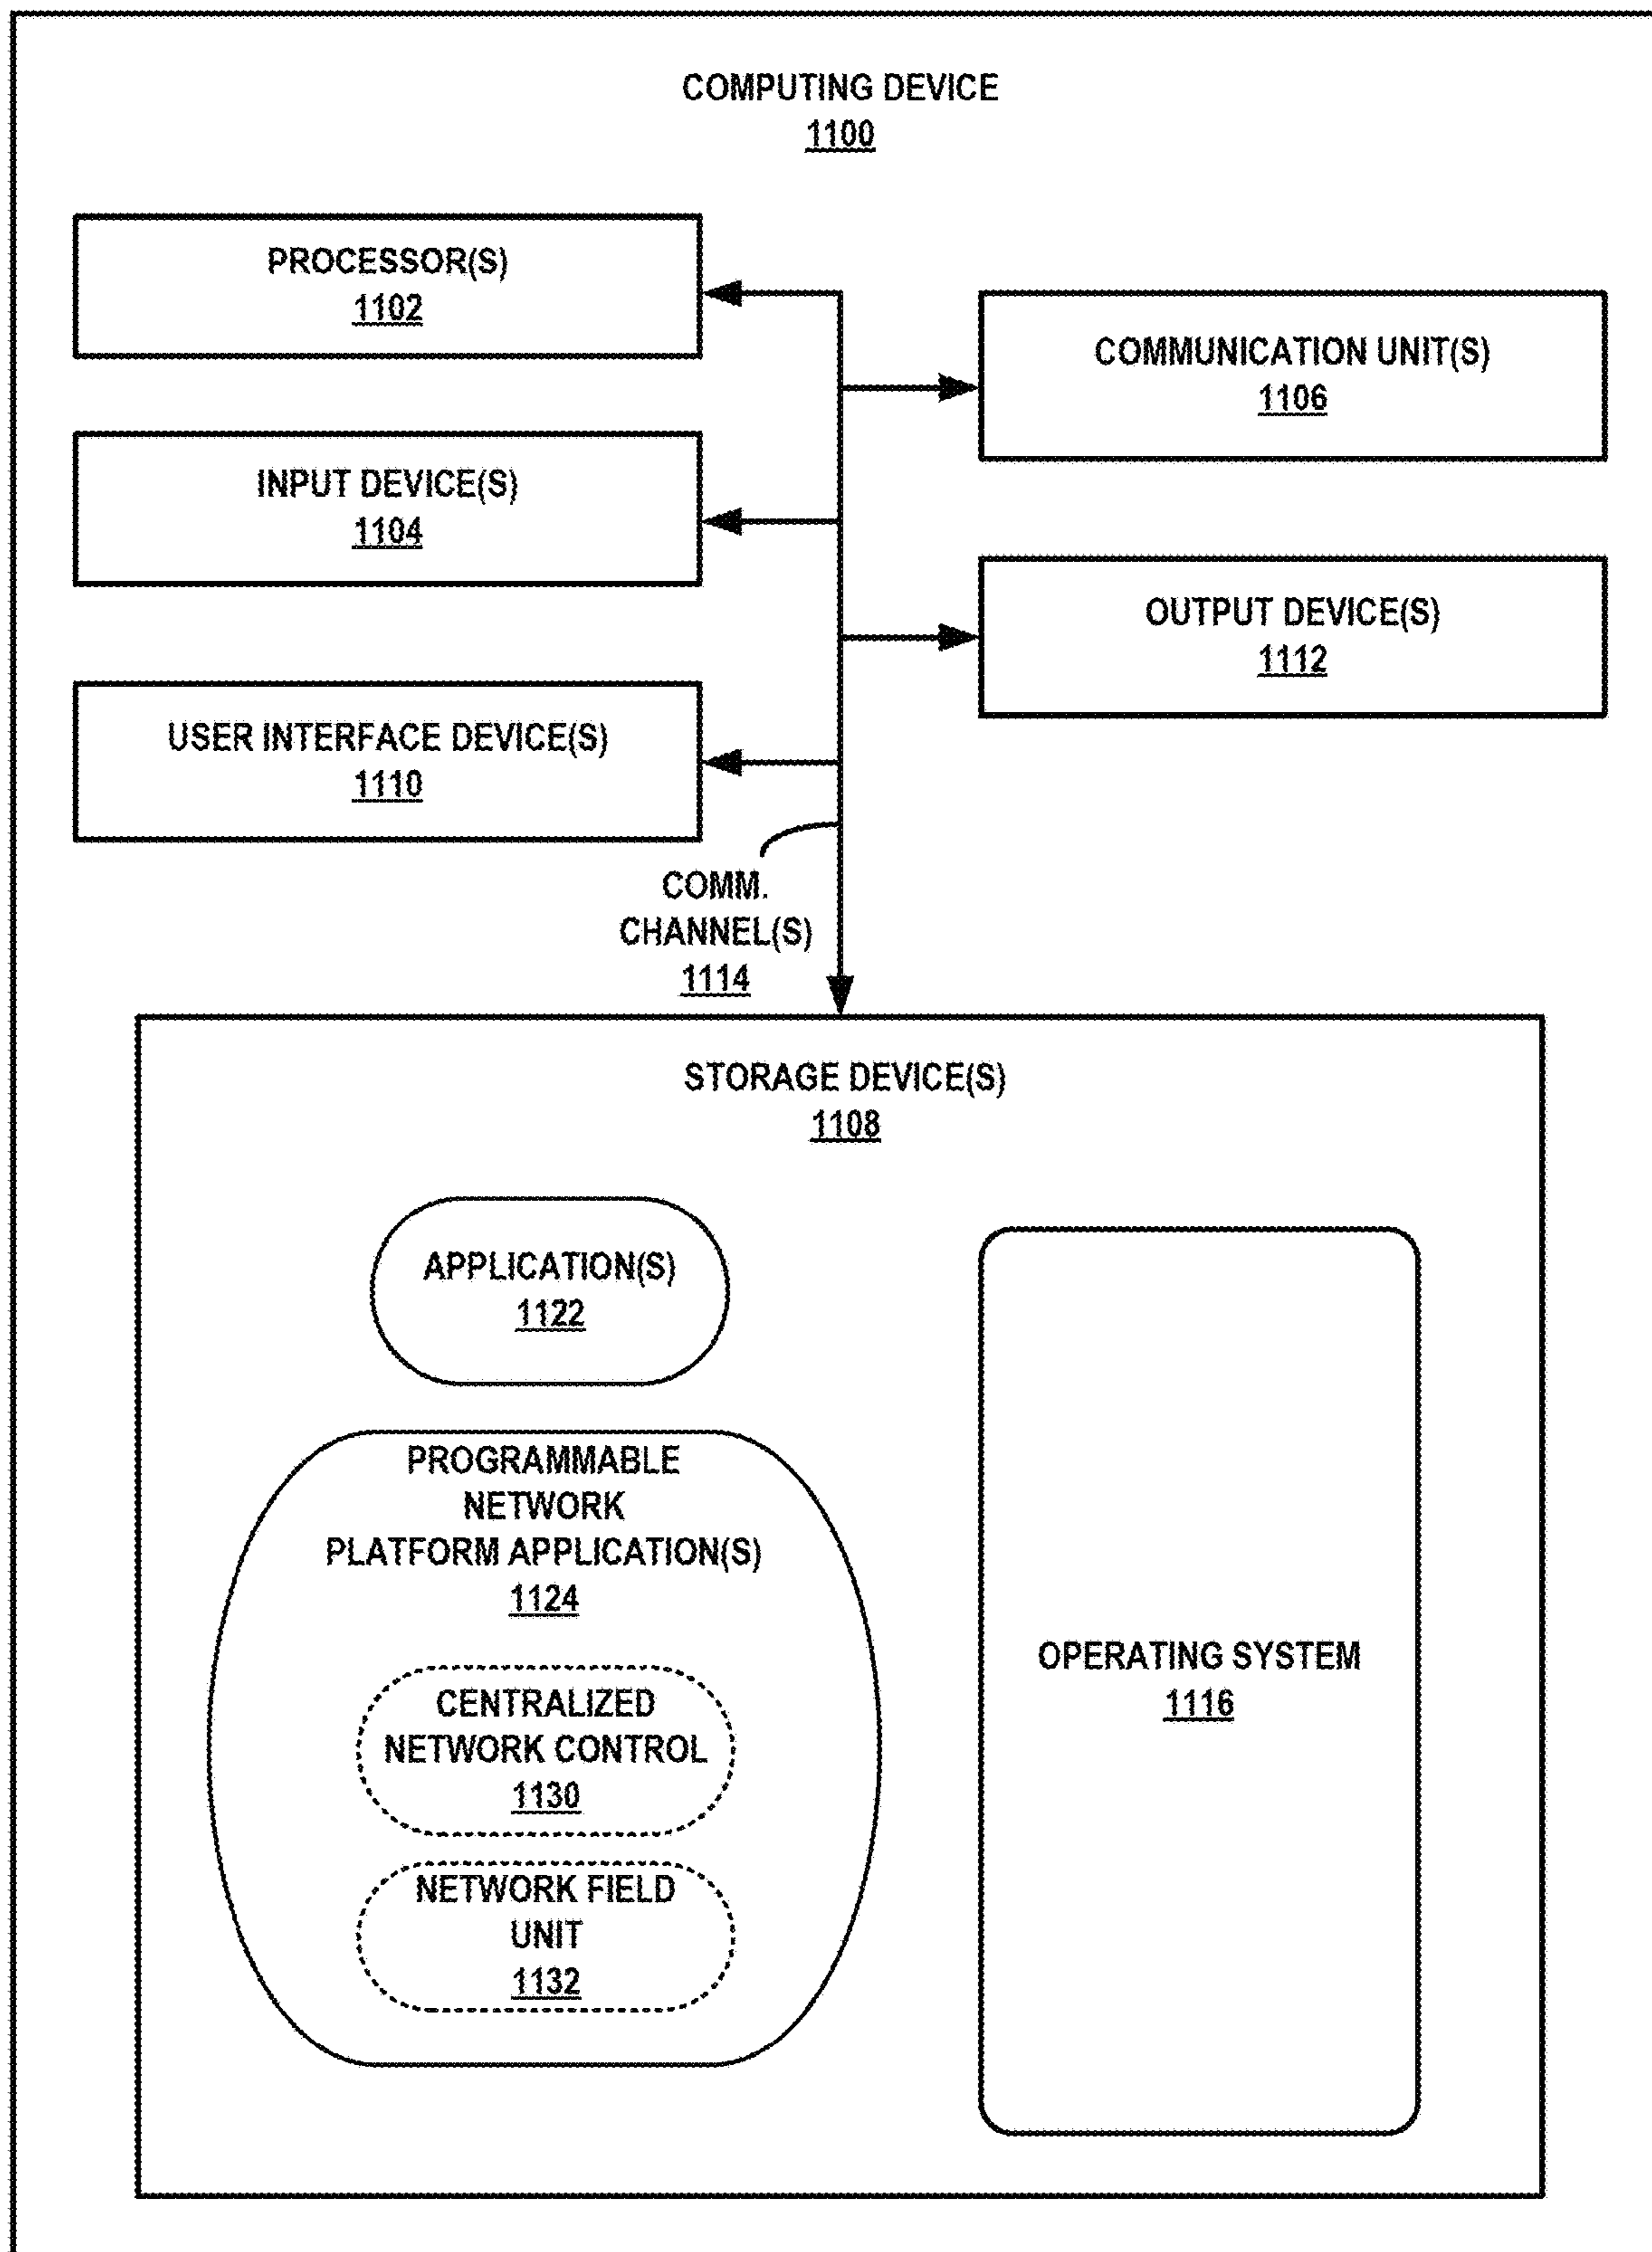 COMPUTING DEVICE
1100
PROCESSOR(S)
1102
COMMUNICATION UNIT(S)
1106
INPUT DEVICE(S)
1104
OUTPUT DEVICE(S)
1112
USER INTERFACE DEVICE(S)
1110
COMM.
CHANNEL(S)
1114
STORAGE DEVICE(S)
1108
APPLICATION(S)
1122
PROGRAMMABLE
NETWORK
PLATFORM APPLICATION(S)
1124
CENTRALIZED
NETWORK CONTROL
1130
NETWORK FIELD
UNIT
1132
OPERATING SYSTEM
1116